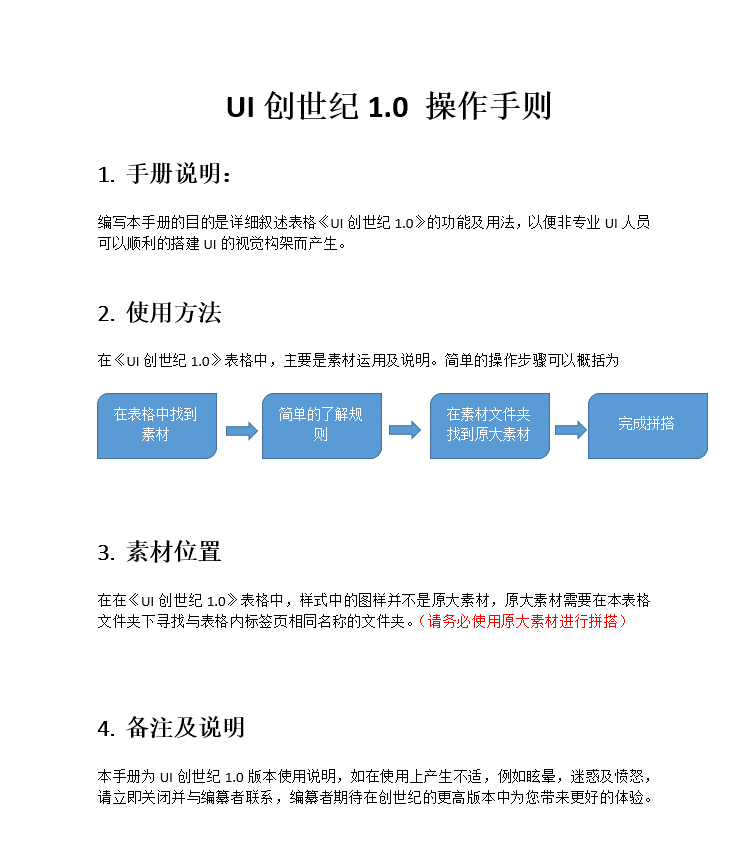 UI 创世纪 1.0 操作手则
1. 手册说明：
编写本手册的目的是详细叙述表格《UI 创世纪 1.0》的功能及用法，以便非专业 UI 人员
可以顺利的搭建 UI 的视觉构架而产生。
2. 使用方法
在《UI 创世纪 1.0》表格中，主要是素材运用及说明。简单的操作步骤可以概括为
在表格中找到
素材
简单的了解规
则
在素材文件夹
找到原大素材
完成拼搭
3. 素材位置
在在《UI 创世纪 1.0》表格中，样式中的图样并不是原大素材，原大素材需要在本表格
文件夹下寻找与表格内标签页相同名称的文件夹。（请务必使用原大素材进行拼搭）
4. 备注及说明
本手册为 UI 创世纪 1.0 版本使用说明，如在使用上产生不适，例如眩晕，迷惑及愤怒，
请立即关闭并与编纂者联系，编纂者期待在创世纪的更高版本中为您带来更好的体验。